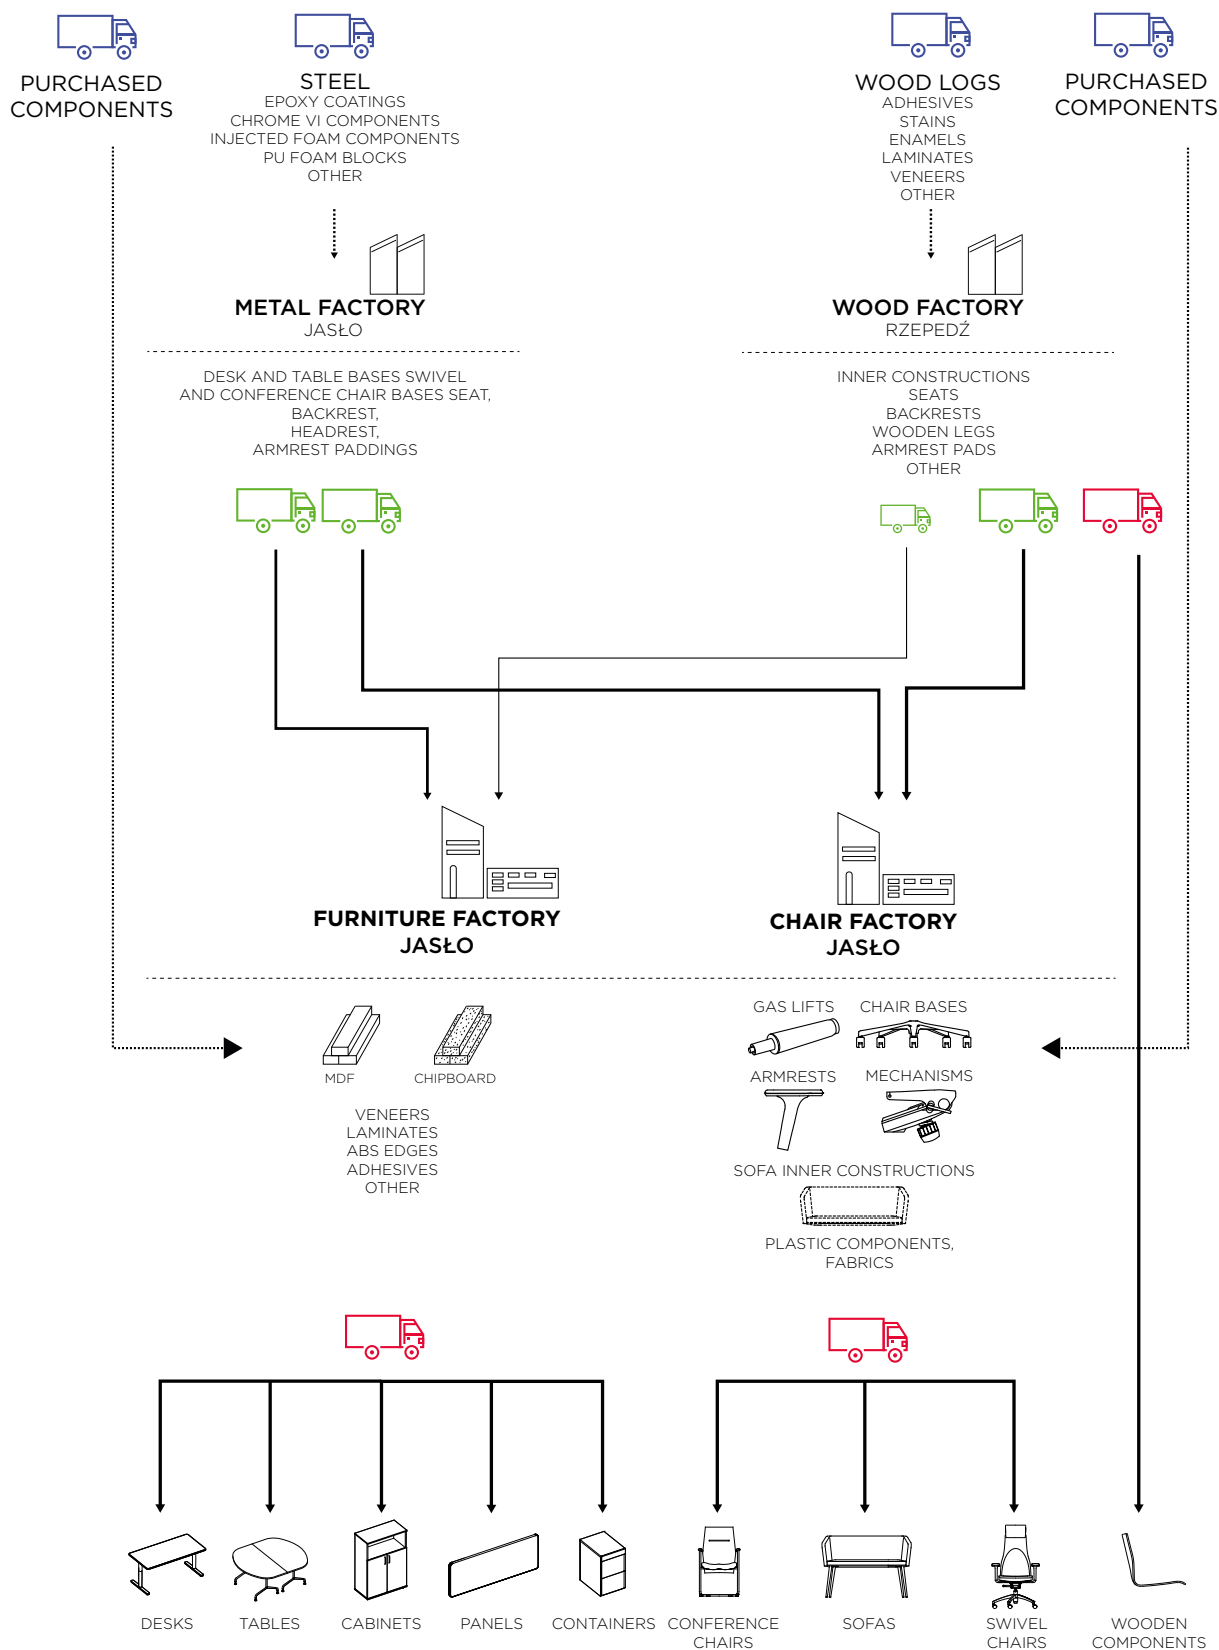 PURCHASED
COMPONENTS
STEEL
EPOXY COATINGS
CHROME VI COMPONENTS
INJECTED FOAM COMPONENTS
PU FOAM BLOCKS
OTHER
WOOD LOGS
ADHESIVES
STAINS
ENAMELS
LAMINATES
VENEERS
OTHER
PURCHASED
COMPONENTS
METAL FACTORY
JASŁO
WOOD FACTORY
RZEPEDŹ
DESK AND TABLE BASES SWIVEL
AND CONFERENCE CHAIR BASES SEAT,
BACKREST,
HEADREST,
ARMREST PADDINGS
INNER CONSTRUCTIONS
SEATS
BACKRESTS
WOODEN LEGS
ARMREST PADS
OTHER
FURNITURE FACTORY
JASŁO
CHAIR FACTORY
JASŁO
MDF
CHIPBOARD
VENEERS
LAMINATES
ABS EDGES
ADHESIVES
OTHER
GAS LIFTS
CHAIR BASES
ARMRESTS
MECHANISMS
SOFA INNER CONSTRUCTIONS
PLASTIC COMPONENTS,
FABRICS
DESKS
TABLES
CABINETS
PANELS
CONTAINERS
CONFERENCE
CHAIRS
SOFAS
SWIVEL
CHAIRS
WOODEN
COMPONENTS